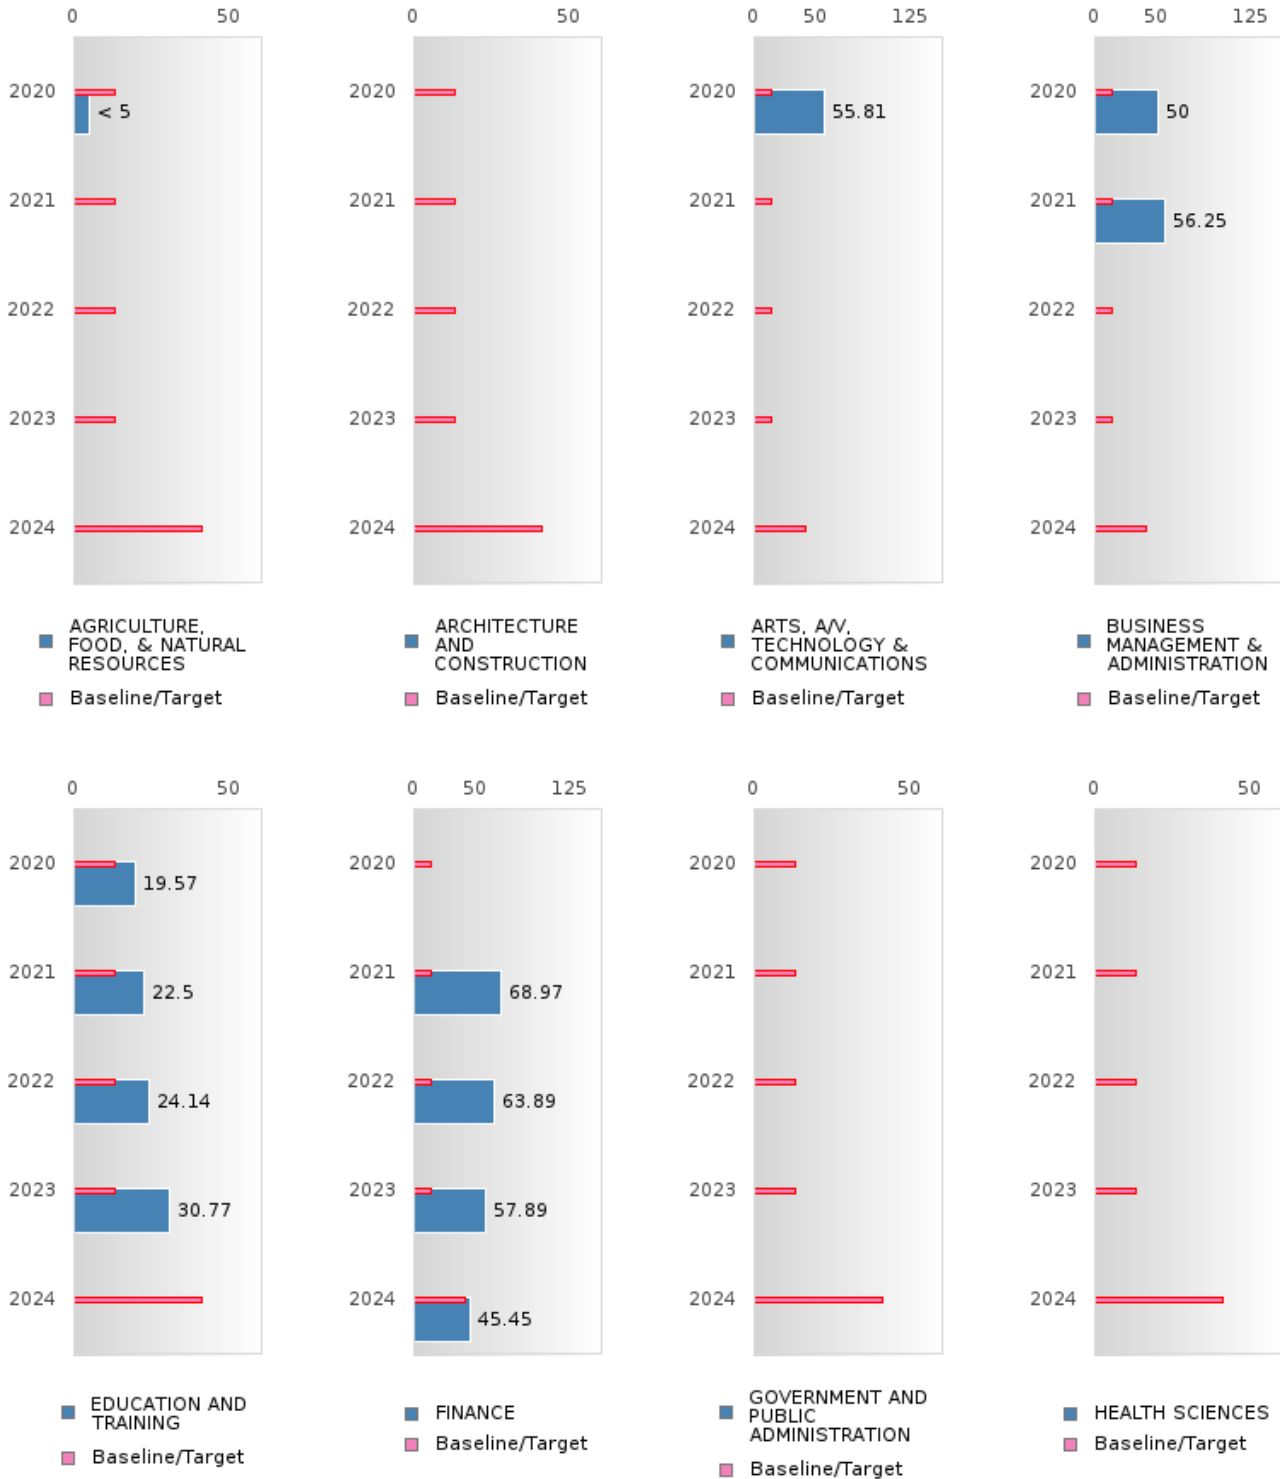 0 50
2020
< 5
2021
2022
2023
2024
AGRICULTURE,
FOOD, & NATURAL
RESOURCES
Baseline/Target
0 50
2020
2021
2022
2023
2024
ARCHITECTURE
AND
CONSTRUCTION
Baseline/Target
0 50 125
2020
55.81
2021
2022
2023
2024
ARTS, A/V,
TECHNOLOGY &
COMMUNICATIONS
Baseline/Target
0 50 125
2020
50
2021
56.25
2022
2023
2024
BUSINESS
MANAGEMENT &
ADMINISTRATION
Baseline/Target
0 50
2020
19.57
2021
22.5
2022
24.14
2023
30.77
2024
EDUCATION AND
TRAINING
Baseline/Target
0 50 125
2020
2021
68.97
2022
63.89
2023
57.89
2024
45.45
FINANCE
Baseline/Target
0 50
2020
2021
2022
2023
2024
GOVERNMENT AND
PUBLIC
ADMINISTRATION
Baseline/Target
0 50
2020
2021
2022
2023
2024
HEALTH SCIENCES
Baseline/Target